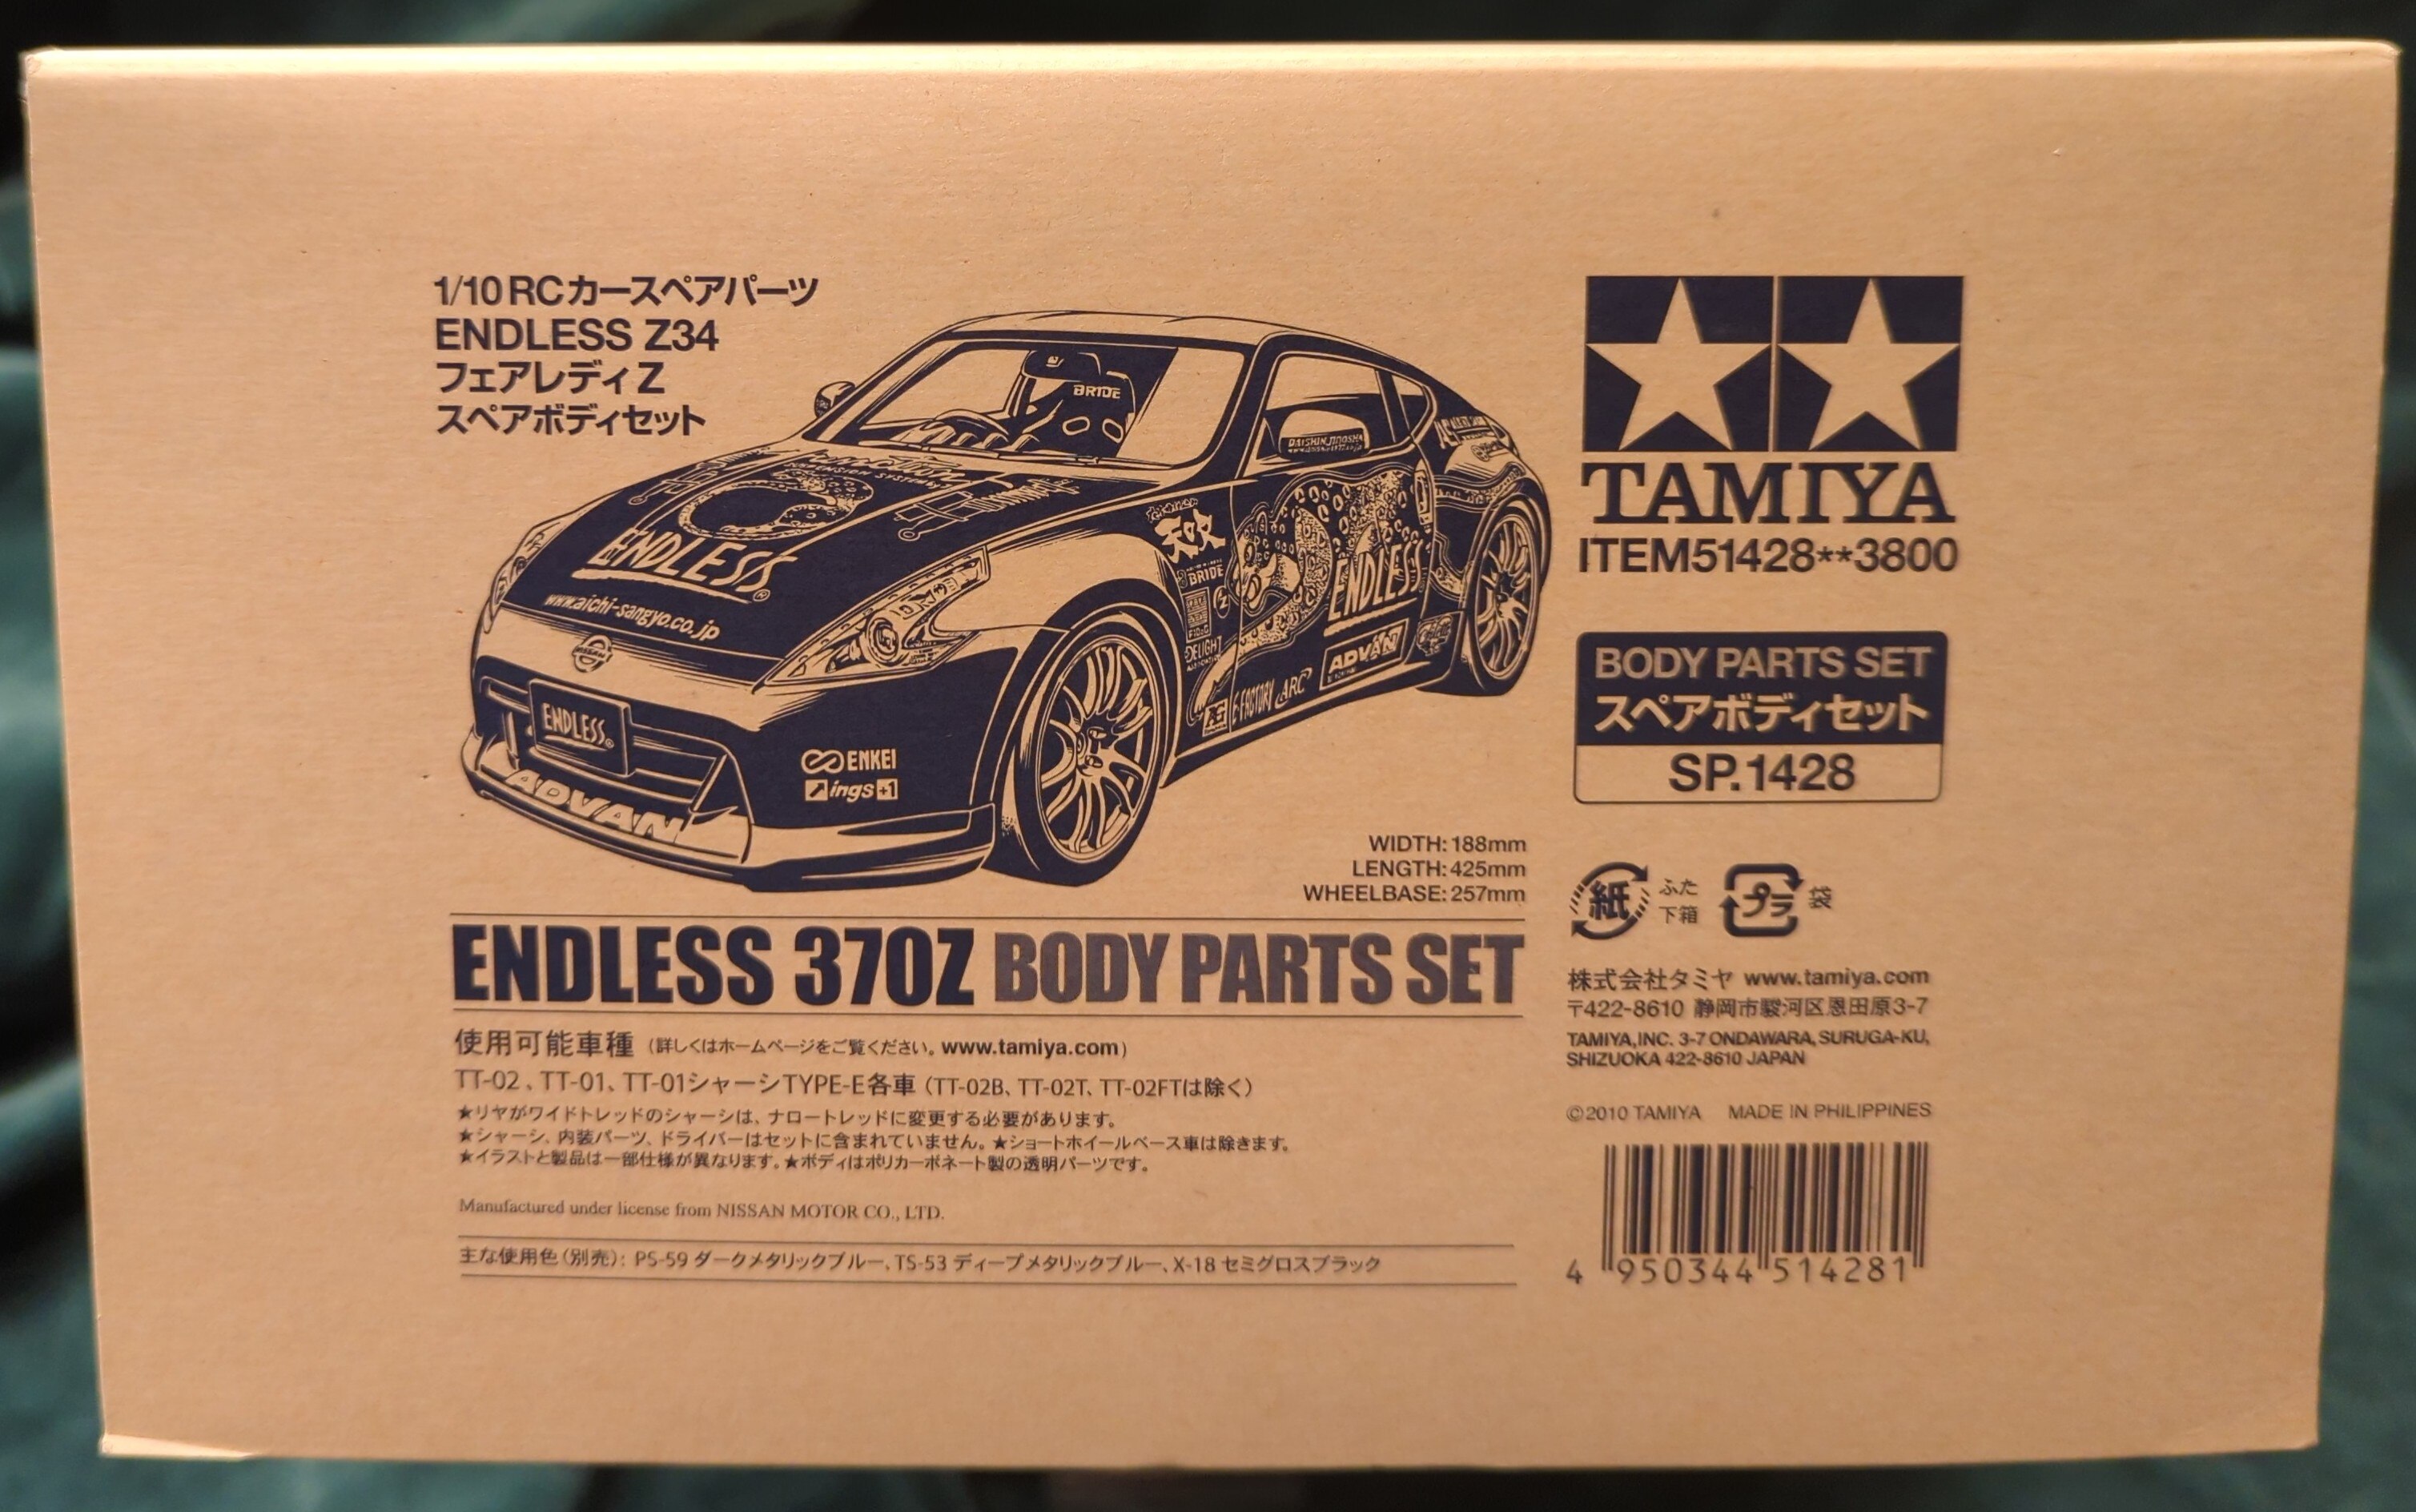 1/10 RCカースペアパーツ
ENDLESS Z34
フェアレディZ
スペアボディセット
BRIDE
DAISHIN JIDOSHA
SUSPENSION SYSTEM
ENDLESS®
www.aichi-sangyo.co.jp
NISSAN
ENDLESS®
ADVAN
ENKEI
ings+1
BRIDE
DELIGHT
ENDLESS
ADVAN
E-FACTORY ARC
WIDTH: 188mm
LENGTH: 425mm
WHEELBASE: 257mm
ENDLESS 370Z BODY PARTS SET
使用可能車種 (詳しくはホームページをご覧ください。www.tamiya.com)
TT-02、TT-01、TT-01シャーシTYPE-E各車 (TT-02B、TT-02T、TT-02FTは除く)
★リヤがワイドトレッドのシャーシは、ナロートレッドに変更する必要があります。
★シャーシ、内装パーツ、ドライバーはセットに含まれていません。★ショートホイールベース車は除きます。
★イラストと製品は一部仕様が異なります。★ボディはポリカーボネート製の透明パーツです。
Manufactured under license from NISSAN MOTOR CO., LTD.
主な使用色(別売): PS-59 ダークメタリックブルー、TS-53 ディープメタリックブルー、X-18 セミグロスブラック
TAMIYA
ITEM51428**3800
BODY PARTS SET
スペアボディセット
SP.1428
紙 ふた 下箱 プラ 袋
株式会社タミヤ www.tamiya.com
〒422-8610 静岡市駿河区恩田原3-7
TAMIYA,INC. 3-7 ONDAWARA, SURUGA-KU,
SHIZUOKA 422-8610 JAPAN
©2010 TAMIYA MADE IN PHILIPPINES
4 950344 514281